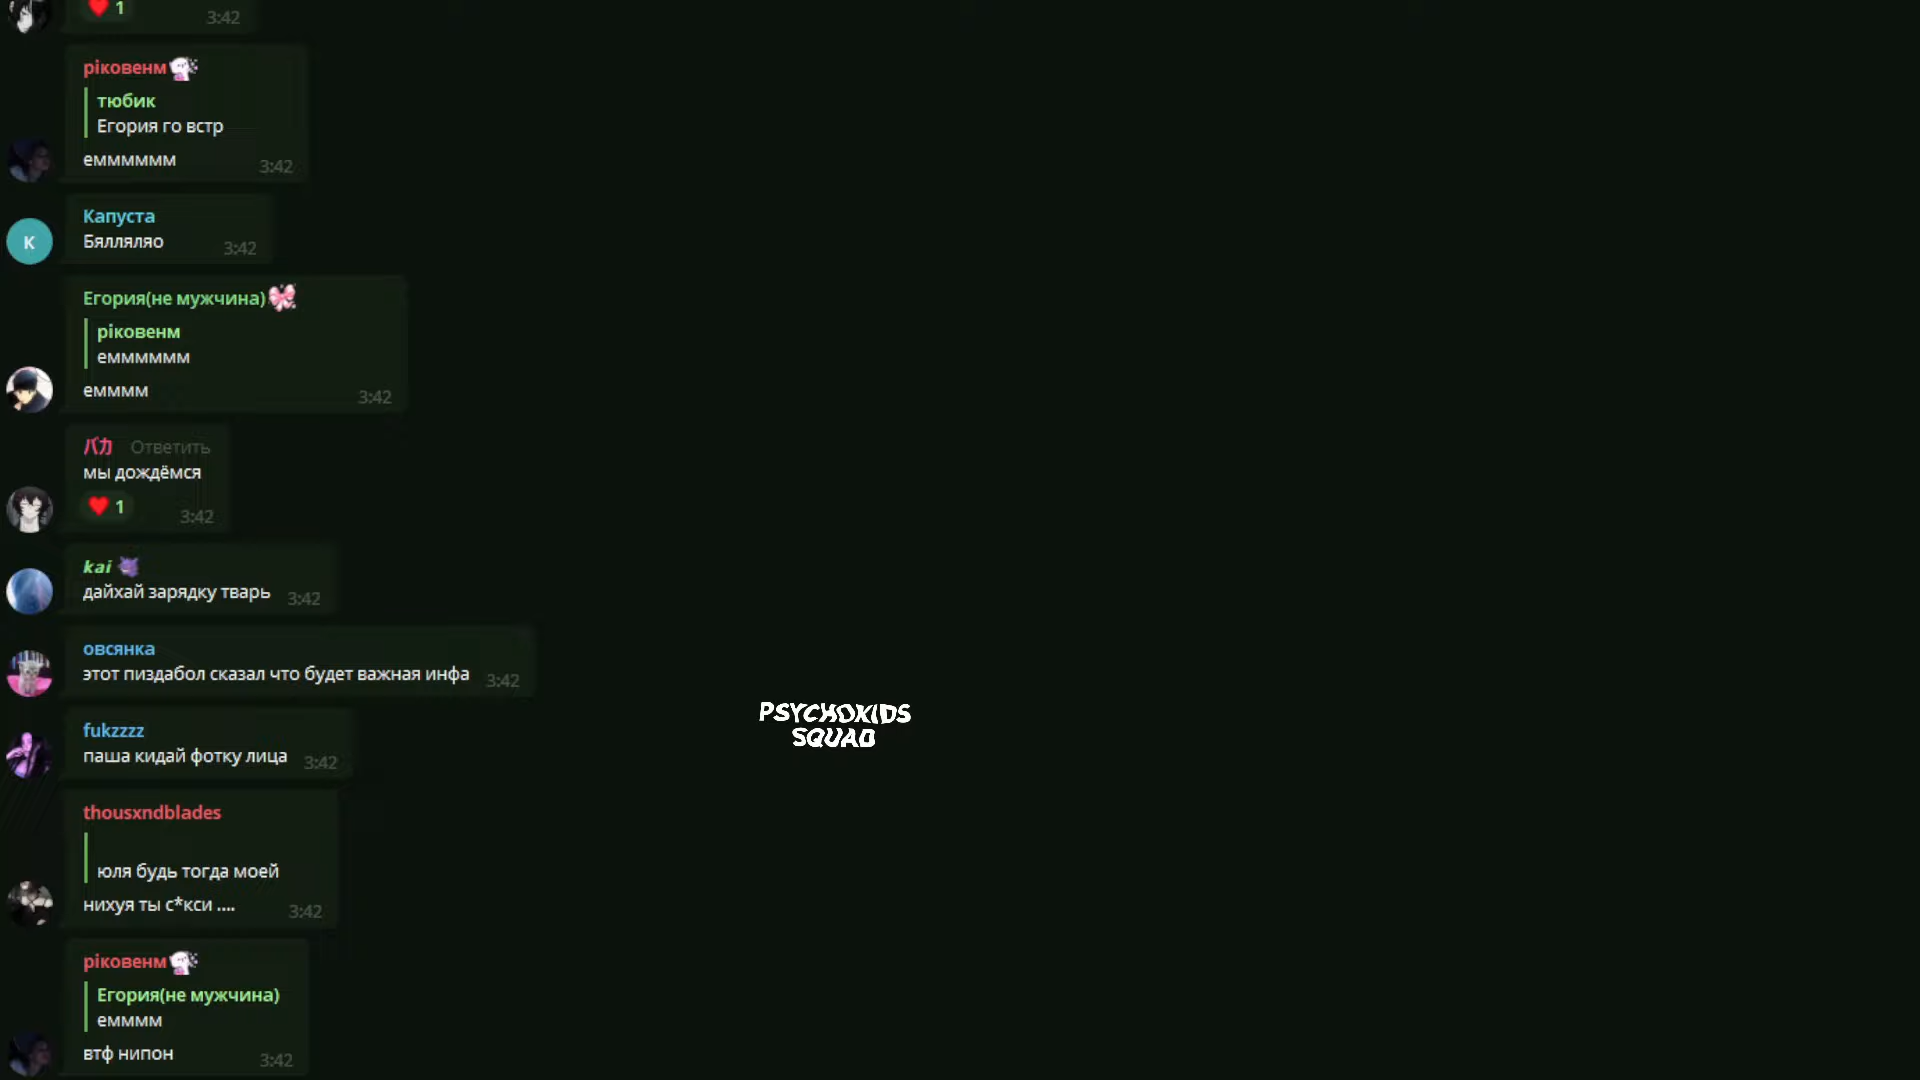 1
3:42
ріковенм
тюбик
Егория го встр
еммммммм
3:42
Капуста
К
Бялляляо
3:42
Егория(не мужчина)
ріковенм
еммммммм
емммм
3:42
バカ Ответить
мы дождёмся
1
3:42
kai
дайхай зарядку тварь 3:42
овсянка
этот пиздабол сказал что будет важная инфа 3:42
PSYCHOKIDS
SQUAD
fukzzzz
паша кидай фотку лица 3:42
thousxndblades
юля будь тогда моей
нихуя ты с*кси ....
3:42
ріковенм
Егория(не мужчина)
емммм
втф нипон
3:42